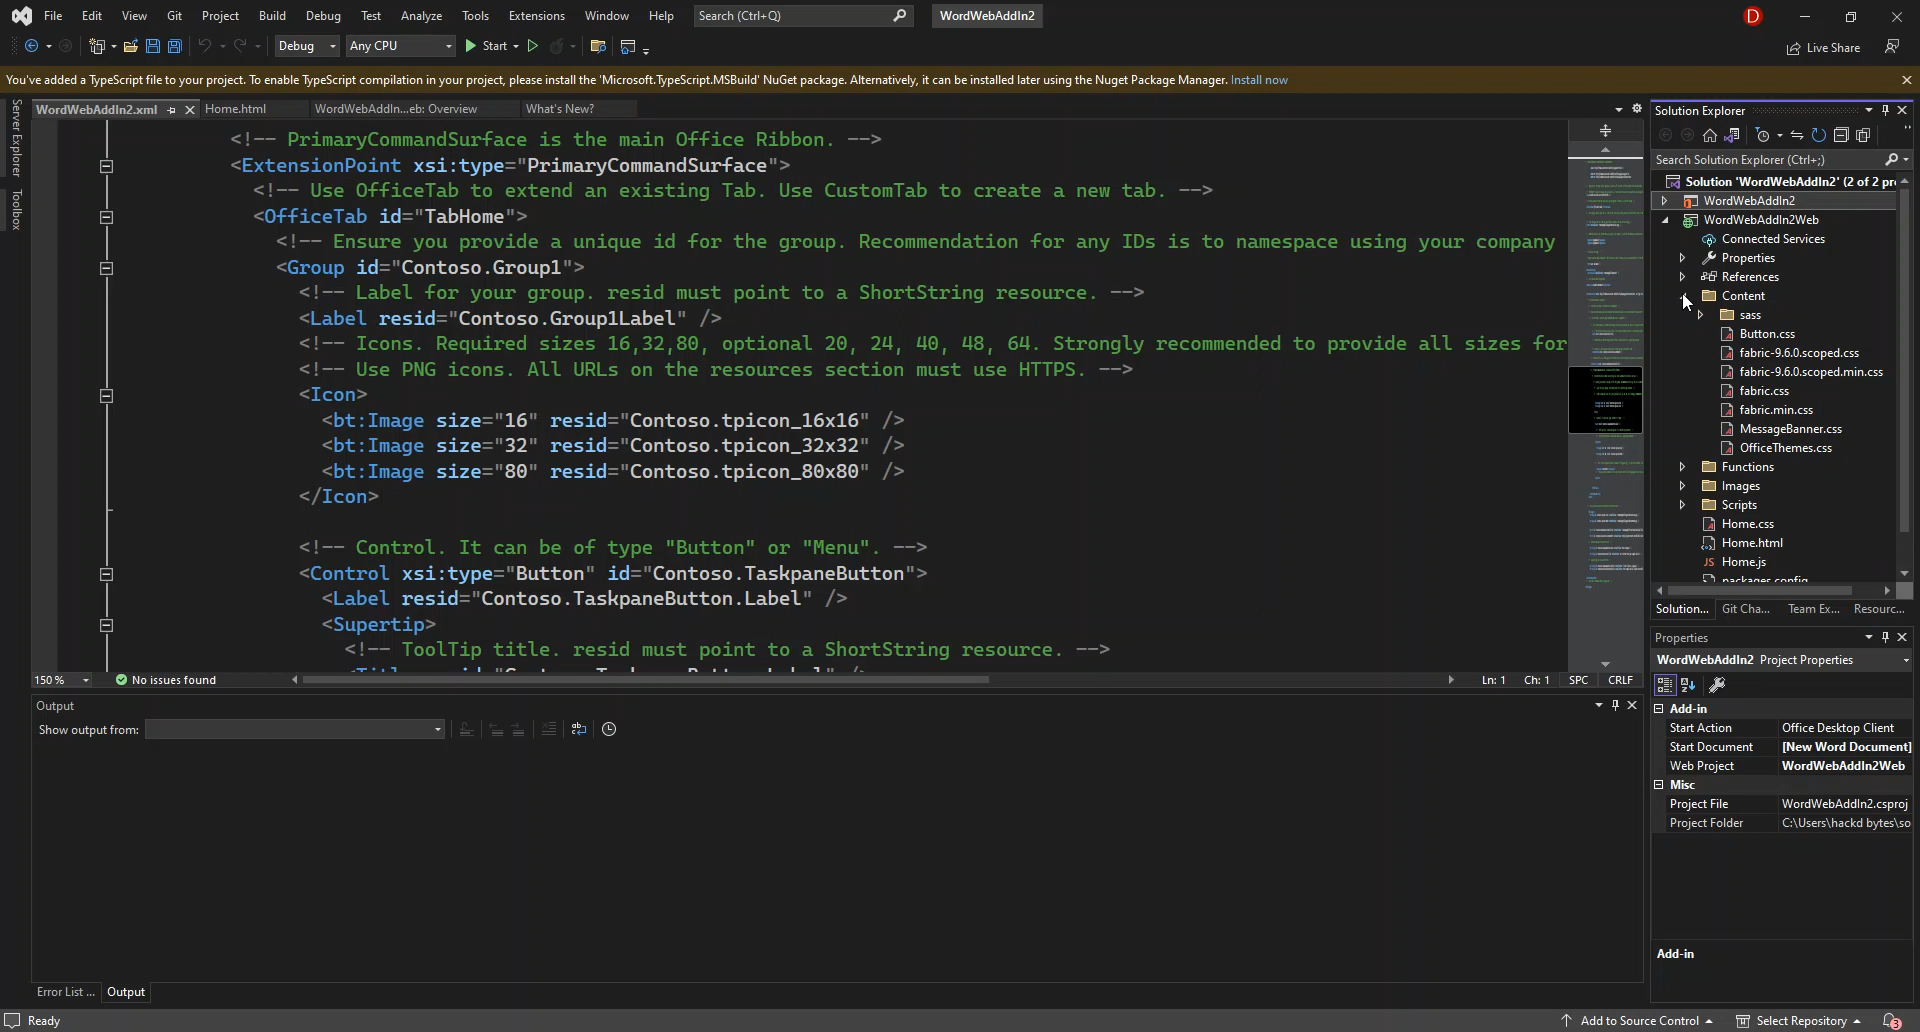 File Edit View Git Project Build Debug Test Analyze Tools Extensions Window Help Search (Ctrl+Q) WordWebAddIn2 D
Debug Any CPU Start Live Share
You've added a TypeScript file to your project. To enable TypeScript compilation in your project, please install the 'Microsoft.TypeScript.MSBuild' NuGet package. Alternatively, it can be installed later using the Nuget Package Manager. Install now
Server Explorer
Toolbox
WordWebAddIn2.xml Home.html WordWebAddIn...eb: Overview What's New?
<!-- PrimaryCommandSurface is the main Office Ribbon. -->
<ExtensionPoint xsi:type="PrimaryCommandSurface">
<!-- Use OfficeTab to extend an existing Tab. Use CustomTab to create a new tab. -->
<OfficeTab id="TabHome">
<!-- Ensure you provide a unique id for the group. Recommendation for any IDs is to namespace using your company
<Group id="Contoso.Group1">
<!-- Label for your group. resid must point to a ShortString resource. -->
<Label resid="Contoso.Group1Label" />
<!-- Icons. Required sizes 16,32,80, optional 20, 24, 40, 48, 64. Strongly recommended to provide all sizes for
<!-- Use PNG icons. All URLs on the resources section must use HTTPS. -->
<Icon>
<bt:Image size="16" resid="Contoso.tpicon_16x16" />
<bt:Image size="32" resid="Contoso.tpicon_32x32" />
<bt:Image size="80" resid="Contoso.tpicon_80x80" />
</Icon>
<!-- Control. It can be of type "Button" or "Menu". -->
<Control xsi:type="Button" id="Contoso.TaskpaneButton">
<Label resid="Contoso.TaskpaneButton.Label" />
<Supertip>
<!-- ToolTip title. resid must point to a ShortString resource. -->
150 % No issues found Ln: 1 Ch: 1 SPC CRLF
Output
Show output from:
Error List ... Output
Solution Explorer
Search Solution Explorer (Ctrl+;)
Solution 'WordWebAddIn2' (2 of 2 pr
WordWebAddIn2
WordWebAddIn2Web
Connected Services
Properties
References
Content
sass
Button.css
fabric-9.6.0.scoped.css
fabric-9.6.0.scoped.min.css
fabric.css
fabric.min.css
MessageBanner.css
OfficeThemes.css
Functions
Images
Scripts
Home.css
Home.html
JS Home.js
packages.config
Solution... Git Cha... Team Ex... Resourc...
Properties
WordWebAddIn2 Project Properties
Add-in
Start Action Office Desktop Client
Start Document [New Word Document]
Web Project WordWebAddIn2Web
Misc
Project File WordWebAddIn2.csproj
Project Folder C:\Users\hackd bytes\so
Add-in
Ready Add to Source Control Select Repository 3